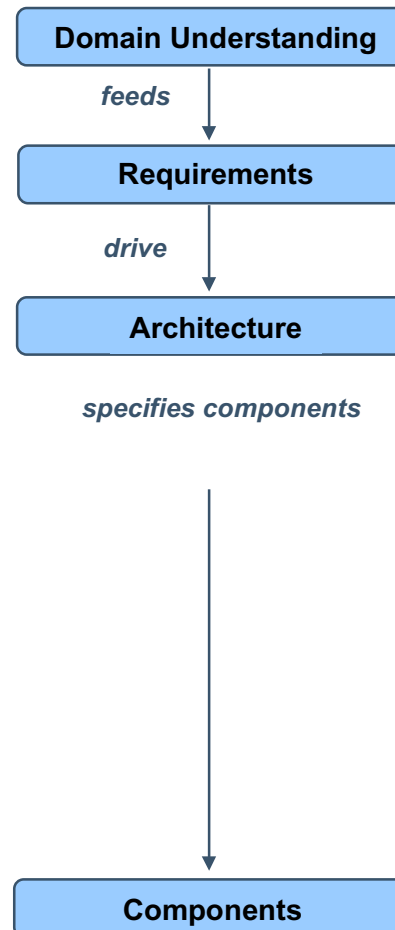 Domain Understanding
feeds
Requirements
drive
Architecture
specifies components
Components